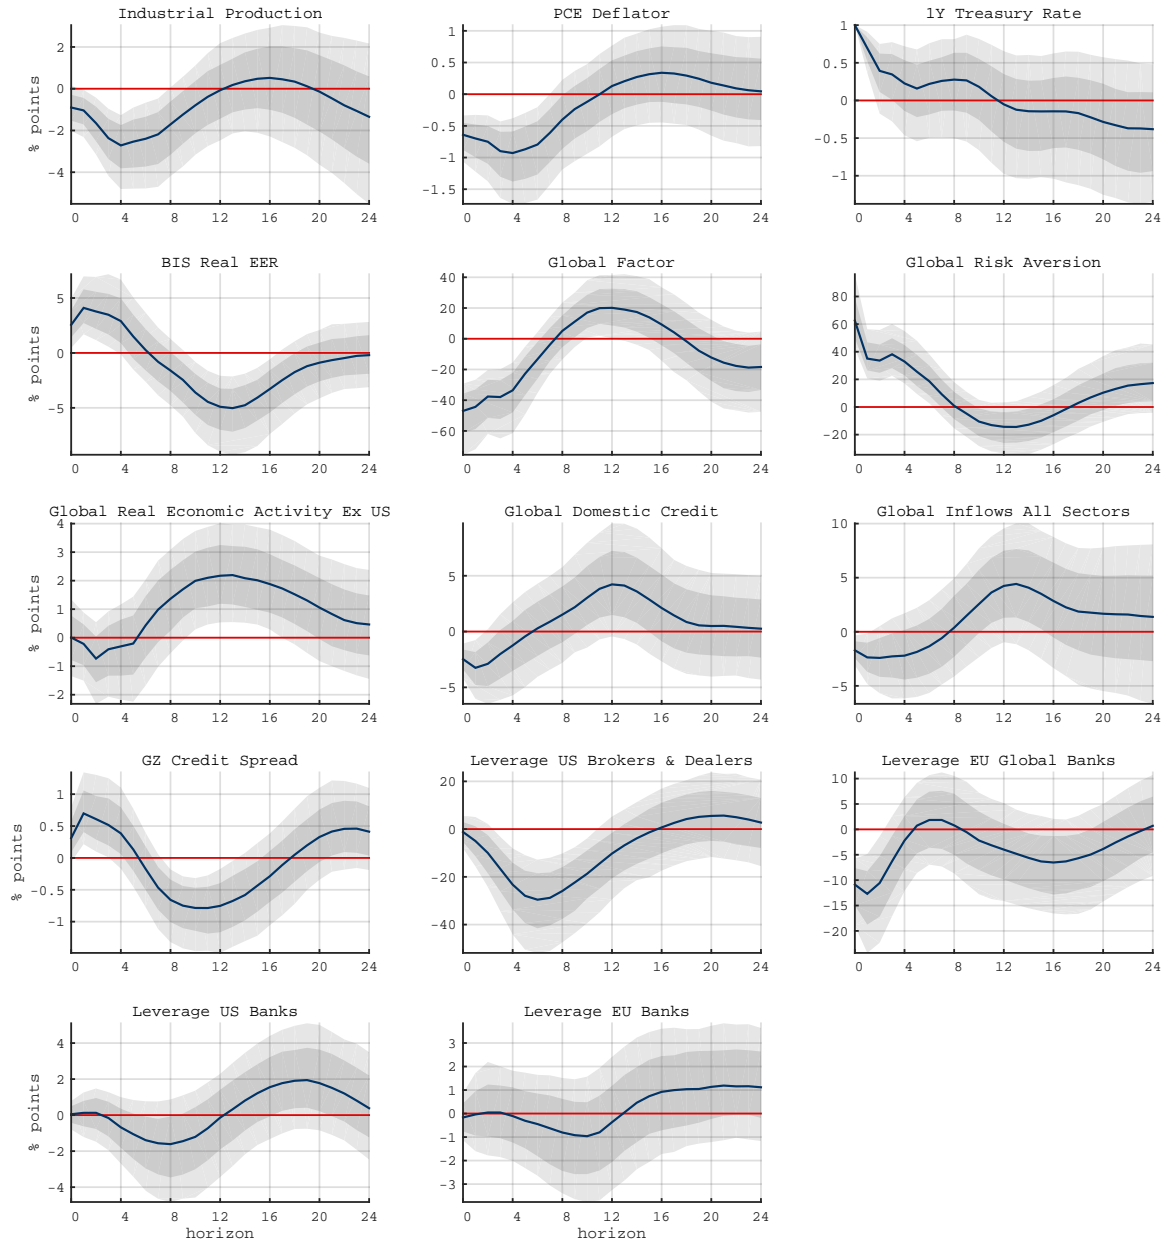 Industrial Production
PCE Deflator
1Y Treasury Rate
% points
2
0
-2
-4
0 4 8 12 16 20 24
1
0.5
0
-0.5
-1
-1.5
0 4 8 12 16 20 24
1
0.5
0
-0.5
-1
0 4 8 12 16 20 24
BIS Real EER
Global Factor
Global Risk Aversion
% points
5
0
-5
0 4 8 12 16 20 24
40
20
0
-20
-40
-60
0 4 8 12 16 20 24
80
60
40
20
0
-20
0 4 8 12 16 20 24
Global Real Economic Activity Ex US
Global Domestic Credit
Global Inflows All Sectors
% points
4
3
2
1
0
-1
-2
0 4 8 12 16 20 24
5
0
-5
0 4 8 12 16 20 24
10
5
0
-5
0 4 8 12 16 20 24
GZ Credit Spread
Leverage US Brokers & Dealers
Leverage EU Global Banks
% points
1
0.5
0
-0.5
-1
0 4 8 12 16 20 24
20
0
-20
-40
0 4 8 12 16 20 24
10
5
0
-5
-10
-15
-20
0 4 8 12 16 20 24
Leverage US Banks
Leverage EU Banks
% points
4
2
0
-2
-4
0 4 8 12 16 20 24
horizon
3
2
1
0
-1
-2
-3
0 4 8 12 16 20 24
horizon